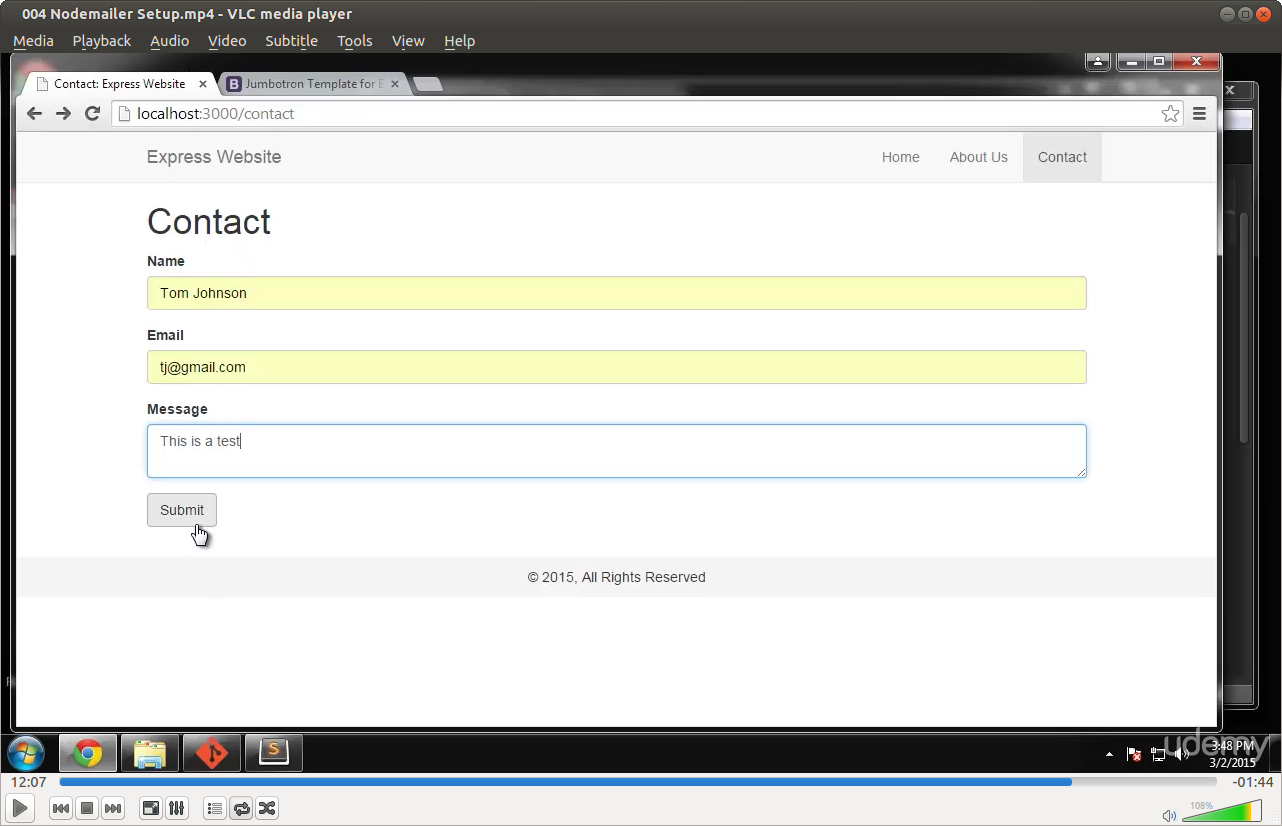 004 Nodemailer Setup.mp4 - VLC media player
Media Playback Audio Video Subtitle Tools View Help
Contact: Express Website
B Jumbotron Template for
localhost:3000/contact
Express Website
Home
About Us
Contact
Contact
Name
Tom Johnson
Email
tj@gmail.com
Message
This is a test
Submit
© 2015, All Rights Reserved
S
udemy
3:48 PM
3/2/2015
12:07
-01:44
108%